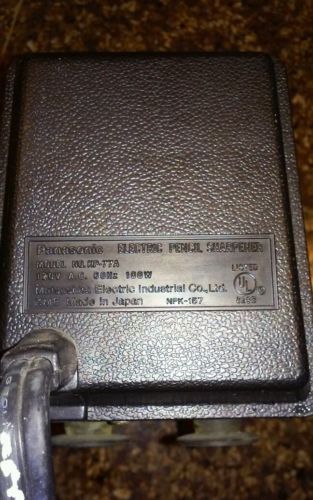 Panasonic ELECTRIC PENCIL SHARPENER
MODEL NO. KP-77A
120V A.C. 60Hz 100W LISTED
Matsushita Electric Industrial Co., Ltd. UL
Made in Japan NPK-157